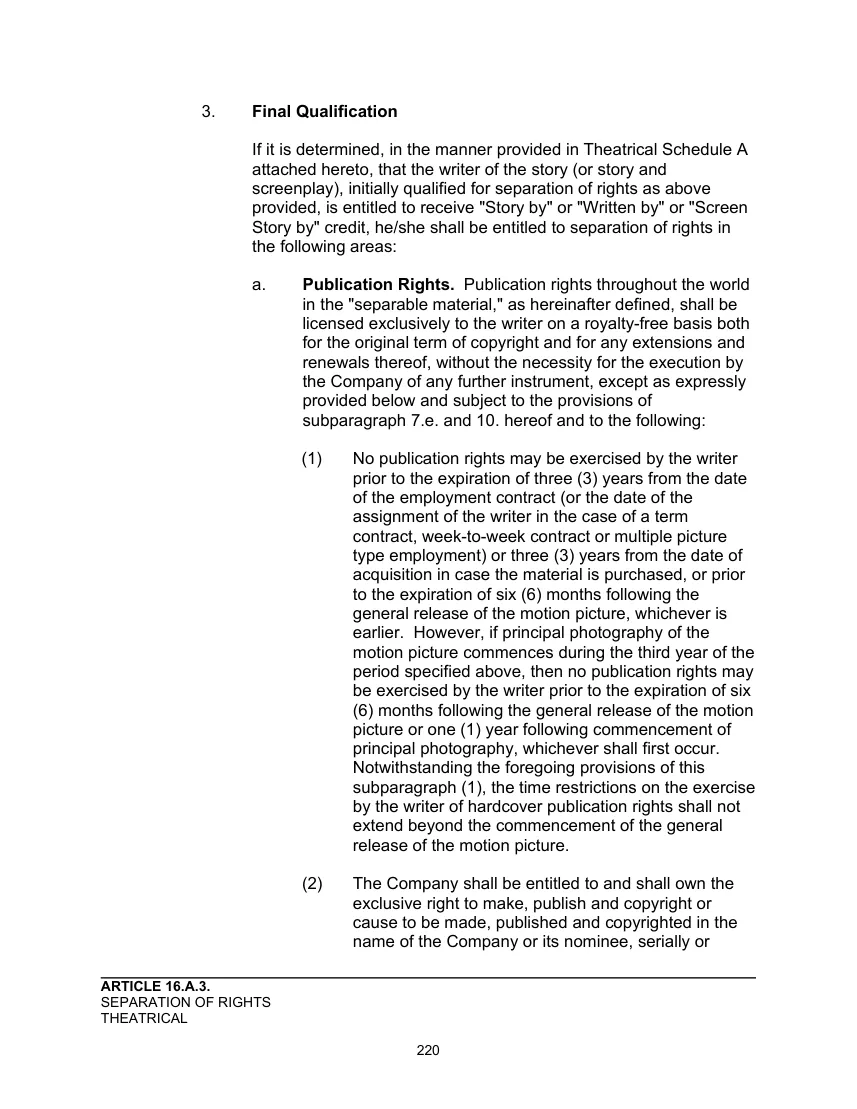 3. Final Qualification
If it is determined, in the manner provided in Theatrical Schedule A
attached hereto, that the writer of the story (or story and
screenplay), initially qualified for separation of rights as above
provided, is entitled to receive "Story by" or "Written by" or "Screen
Story by" credit, he/she shall be entitled to separation of rights in
the following areas:
a. Publication Rights. Publication rights throughout the world
in the "separable material," as hereinafter defined, shall be
licensed exclusively to the writer on a royalty-free basis both
for the original term of copyright and for any extensions and
renewals thereof, without the necessity for the execution by
the Company of any further instrument, except as expressly
provided below and subject to the provisions of
subparagraph 7.e. and 10. hereof and to the following:
(1) No publication rights may be exercised by the writer
prior to the expiration of three (3) years from the date
of the employment contract (or the date of the
assignment of the writer in the case of a term
contract, week-to-week contract or multiple picture
type employment) or three (3) years from the date of
acquisition in case the material is purchased, or prior
to the expiration of six (6) months following the
general release of the motion picture, whichever is
earlier. However, if principal photography of the
motion picture commences during the third year of the
period specified above, then no publication rights may
be exercised by the writer prior to the expiration of six
(6) months following the general release of the motion
picture or one (1) year following commencement of
principal photography, whichever shall first occur.
Notwithstanding the foregoing provisions of this
subparagraph (1), the time restrictions on the exercise
by the writer of hardcover publication rights shall not
extend beyond the commencement of the general
release of the motion picture.
(2) The Company shall be entitled to and shall own the
exclusive right to make, publish and copyright or
cause to be made, published and copyrighted in the
name of the Company or its nominee, serially or
ARTICLE 16.A.3.
SEPARATION OF RIGHTS
THEATRICAL
220